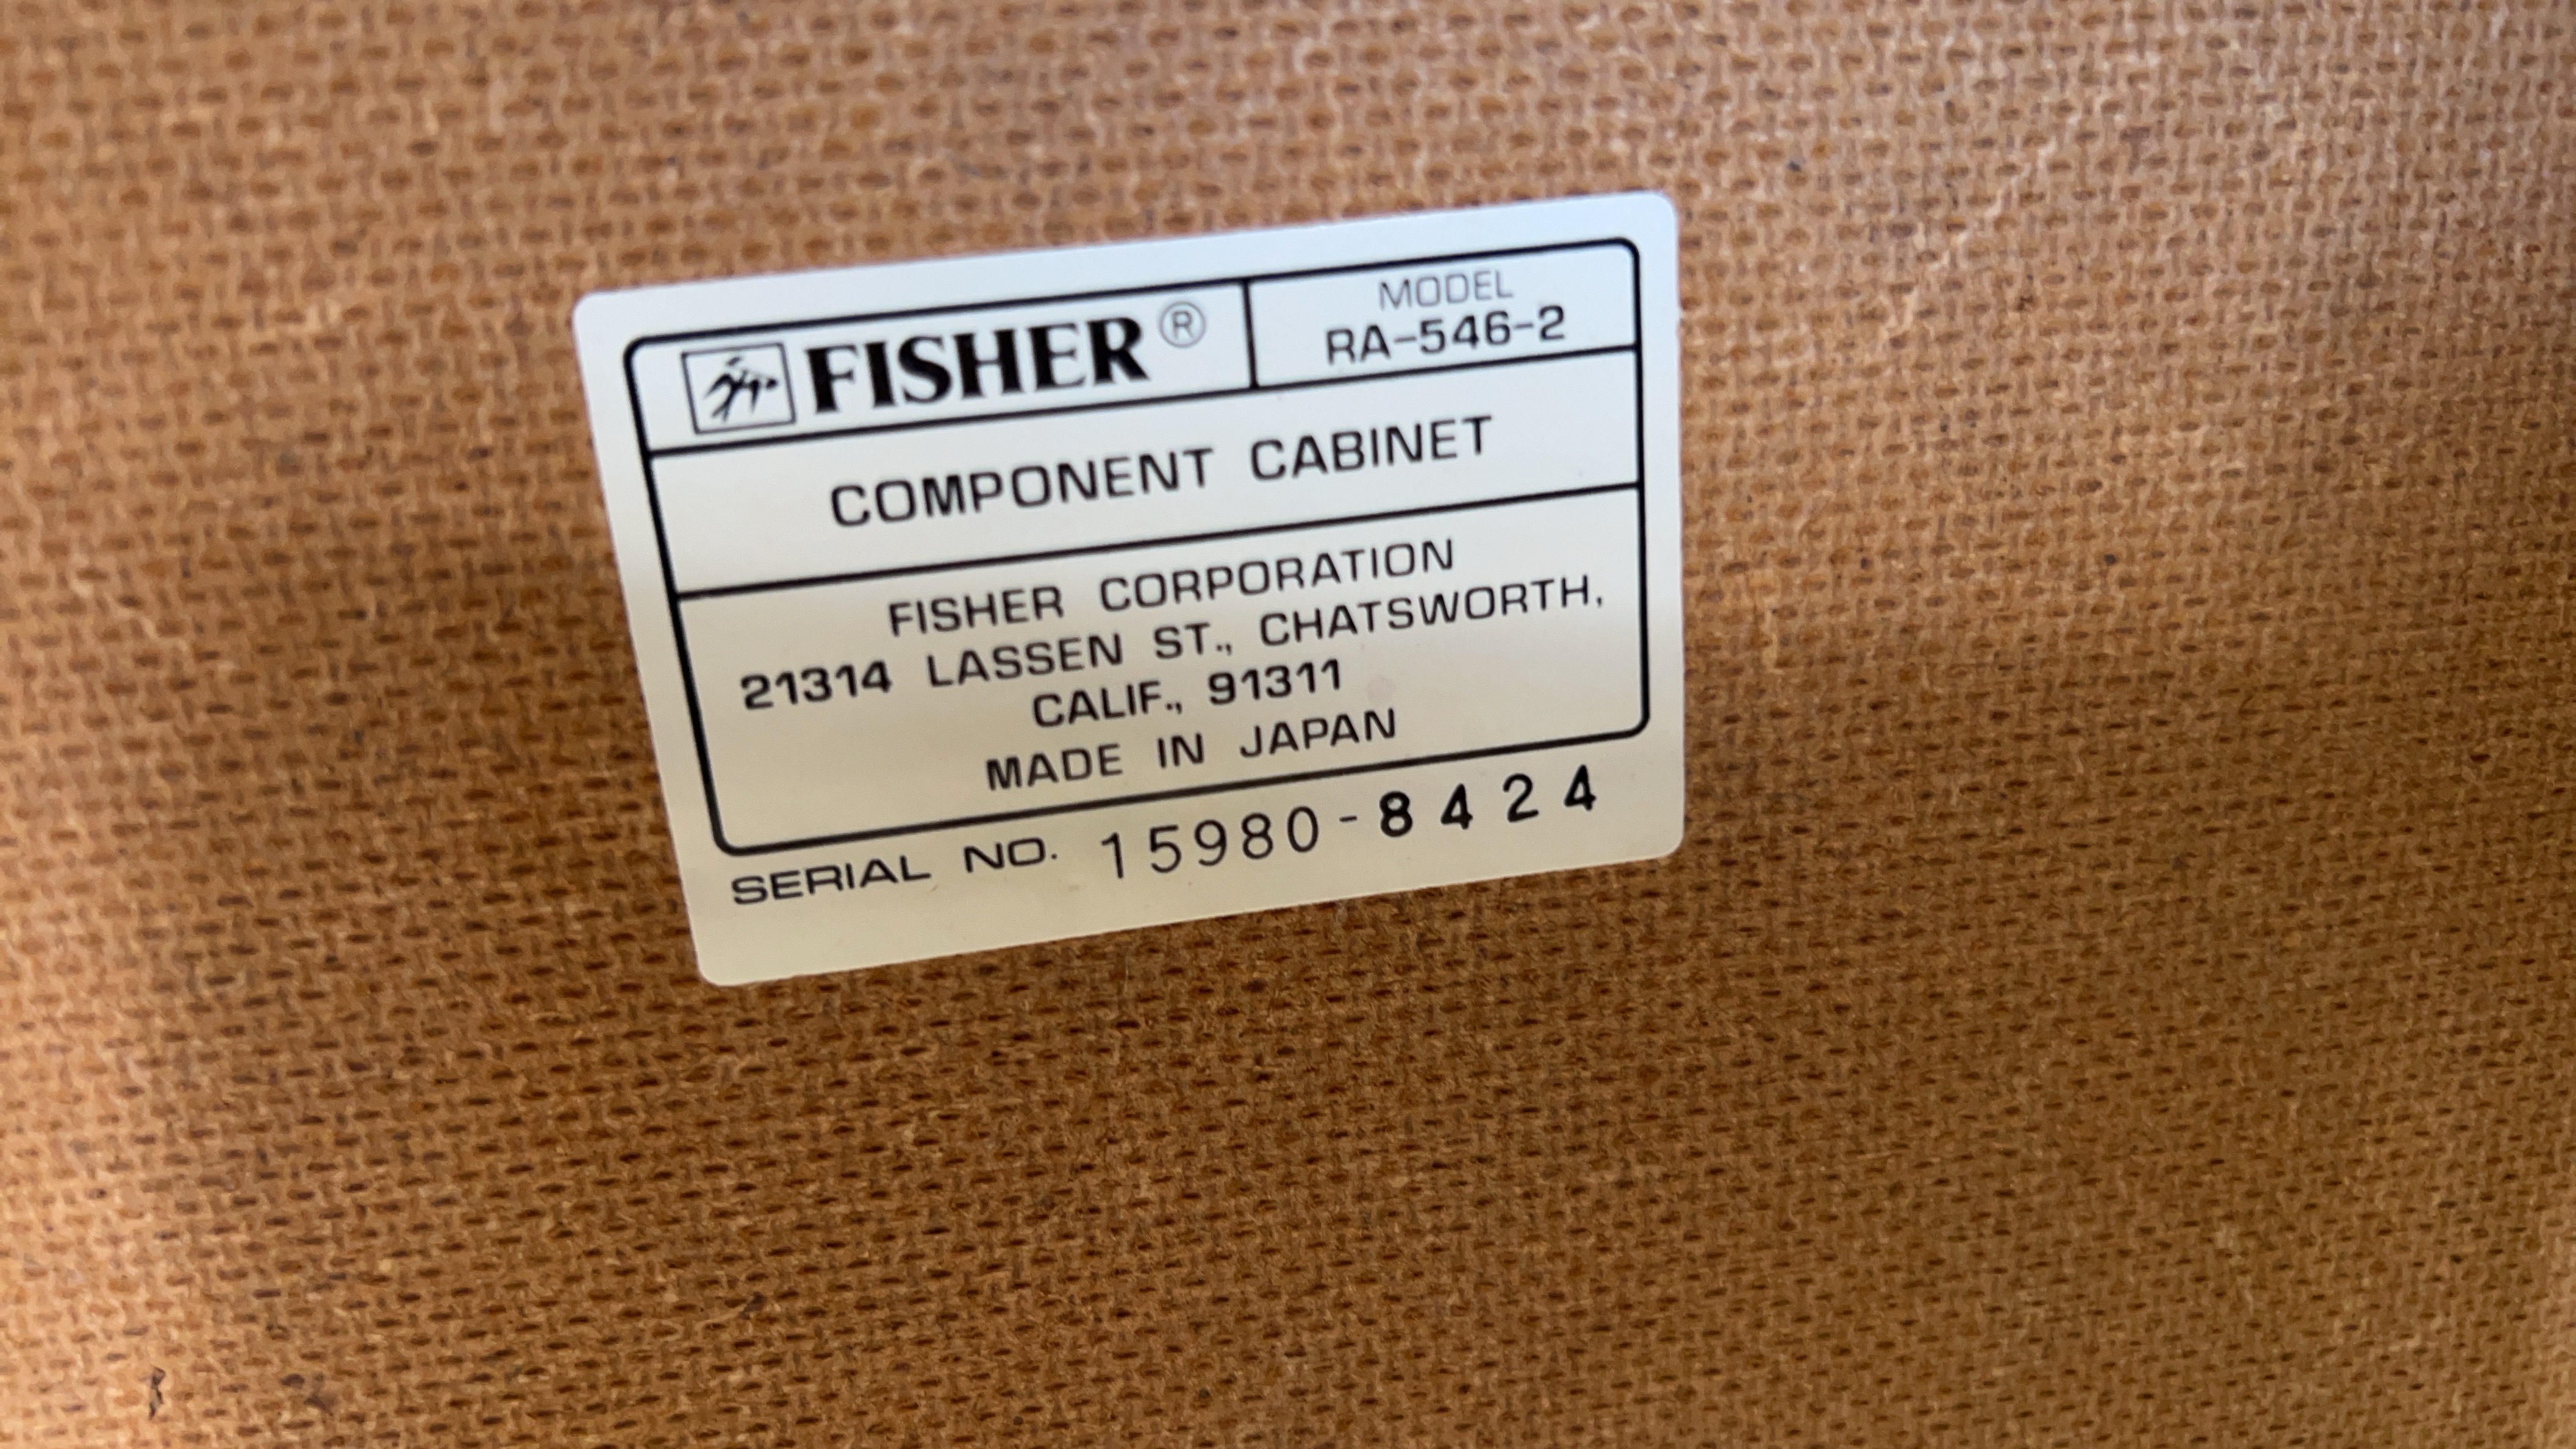 FISHER®
MODEL
RA-546-2
COMPONENT CABINET
FISHER CORPORATION
21314 LASSEN ST., CHATSWORTH,
CALIF., 91311
MADE IN JAPAN
SERIAL NO. 15980-8424